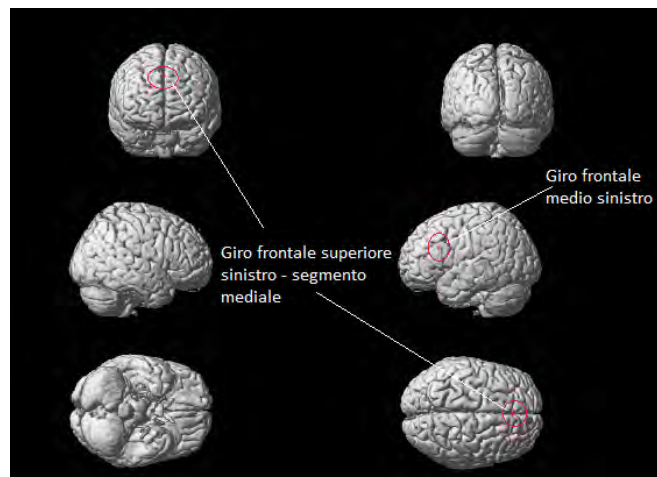 Giro frontale
medio sinistro
Giro frontale superiore
sinistro - segmento
mediale